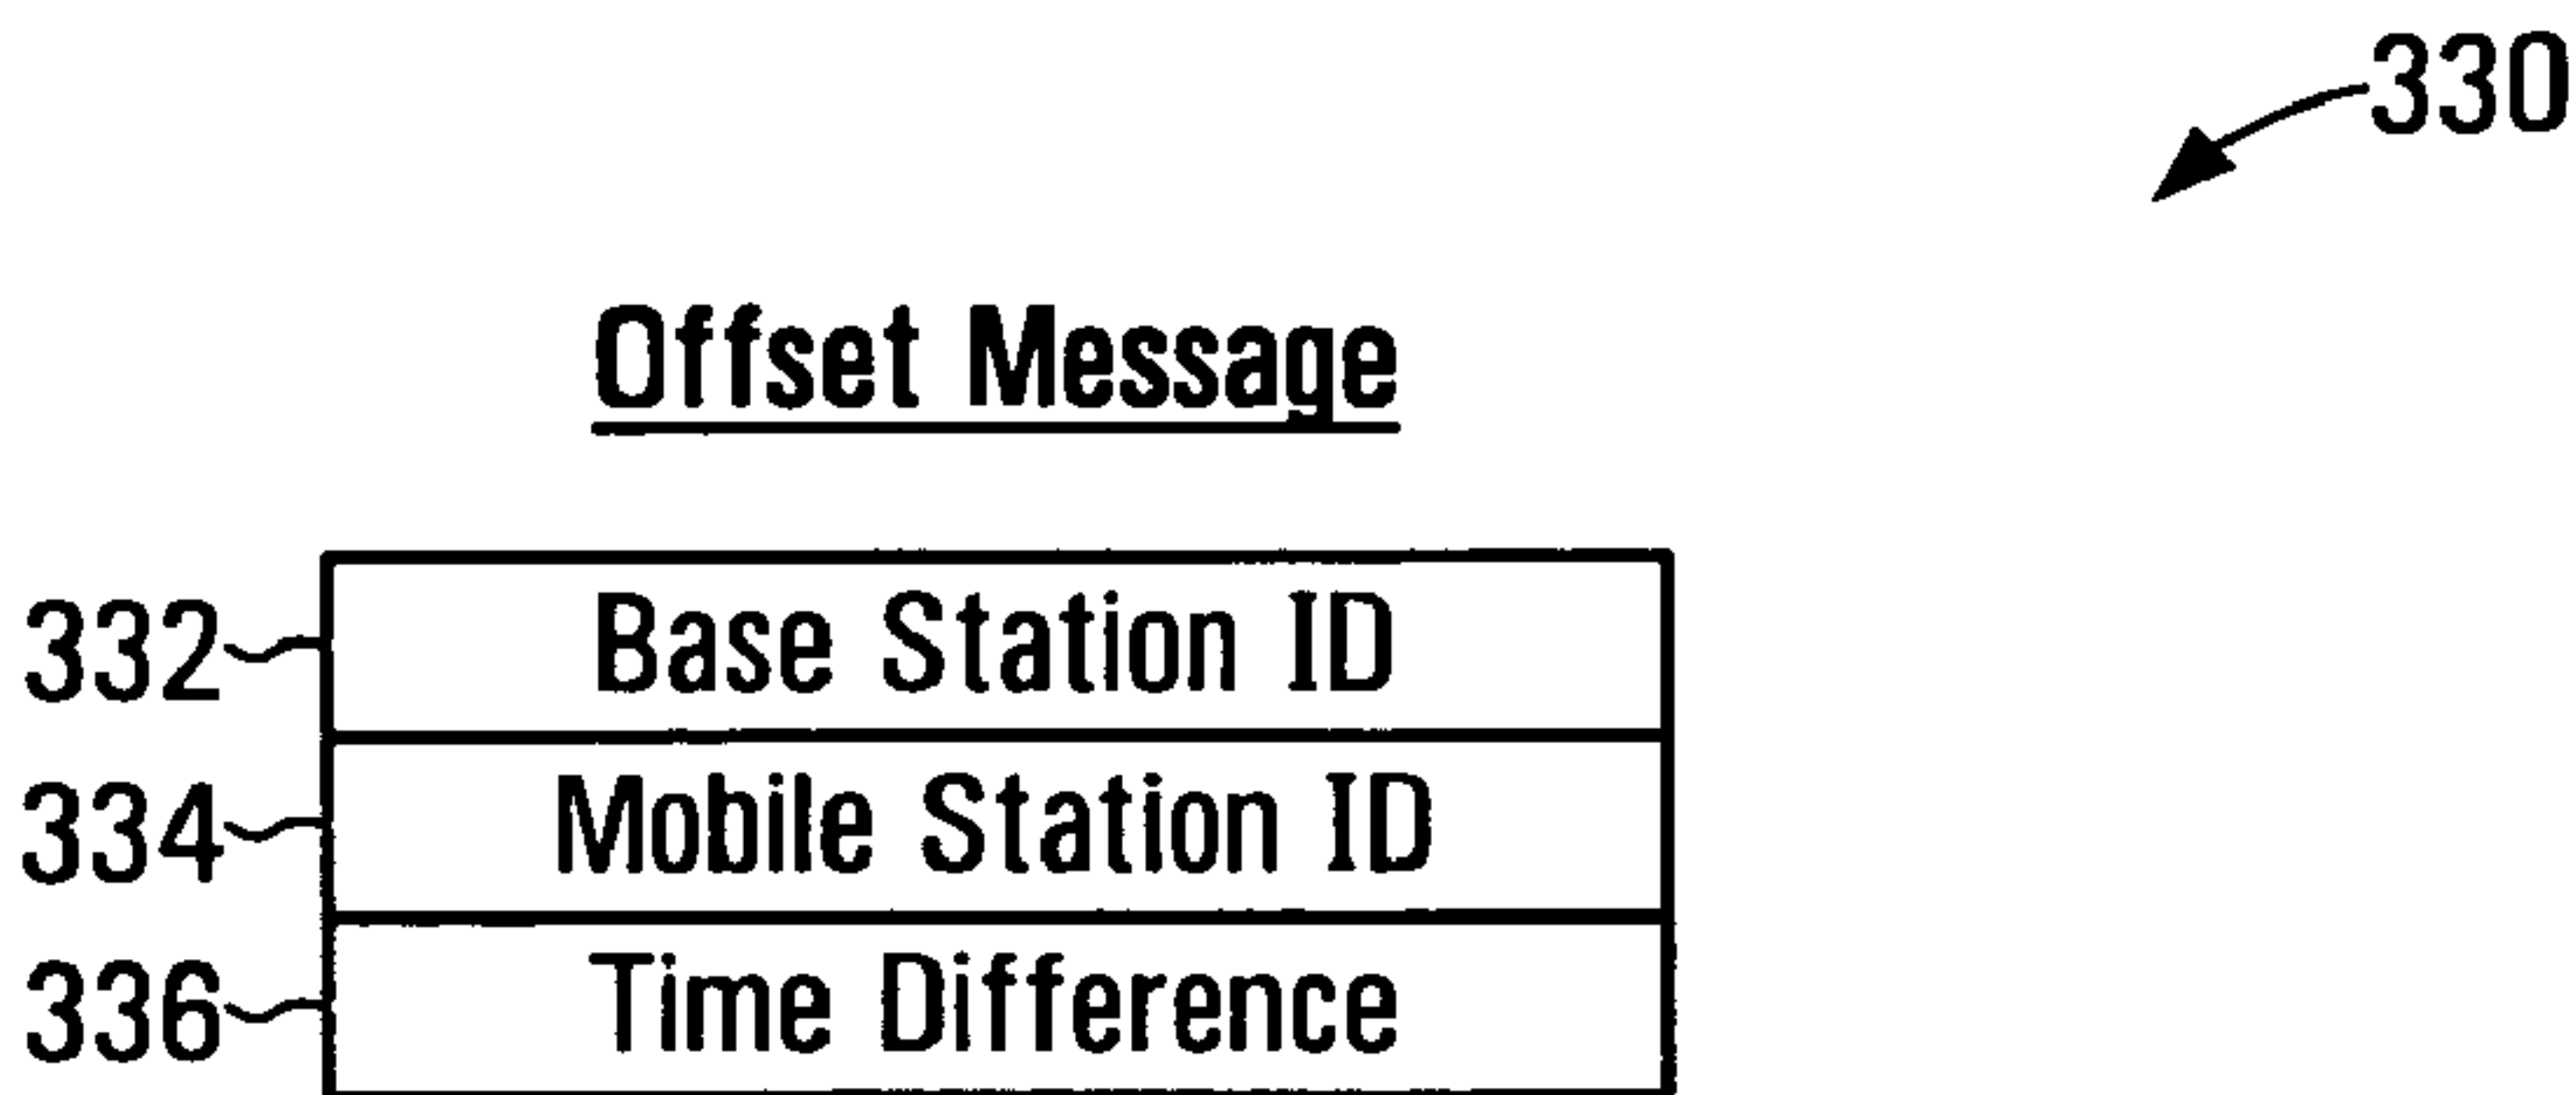 330
Offset Message
332 Base Station ID
334 Mobile Station ID
336 Time Difference